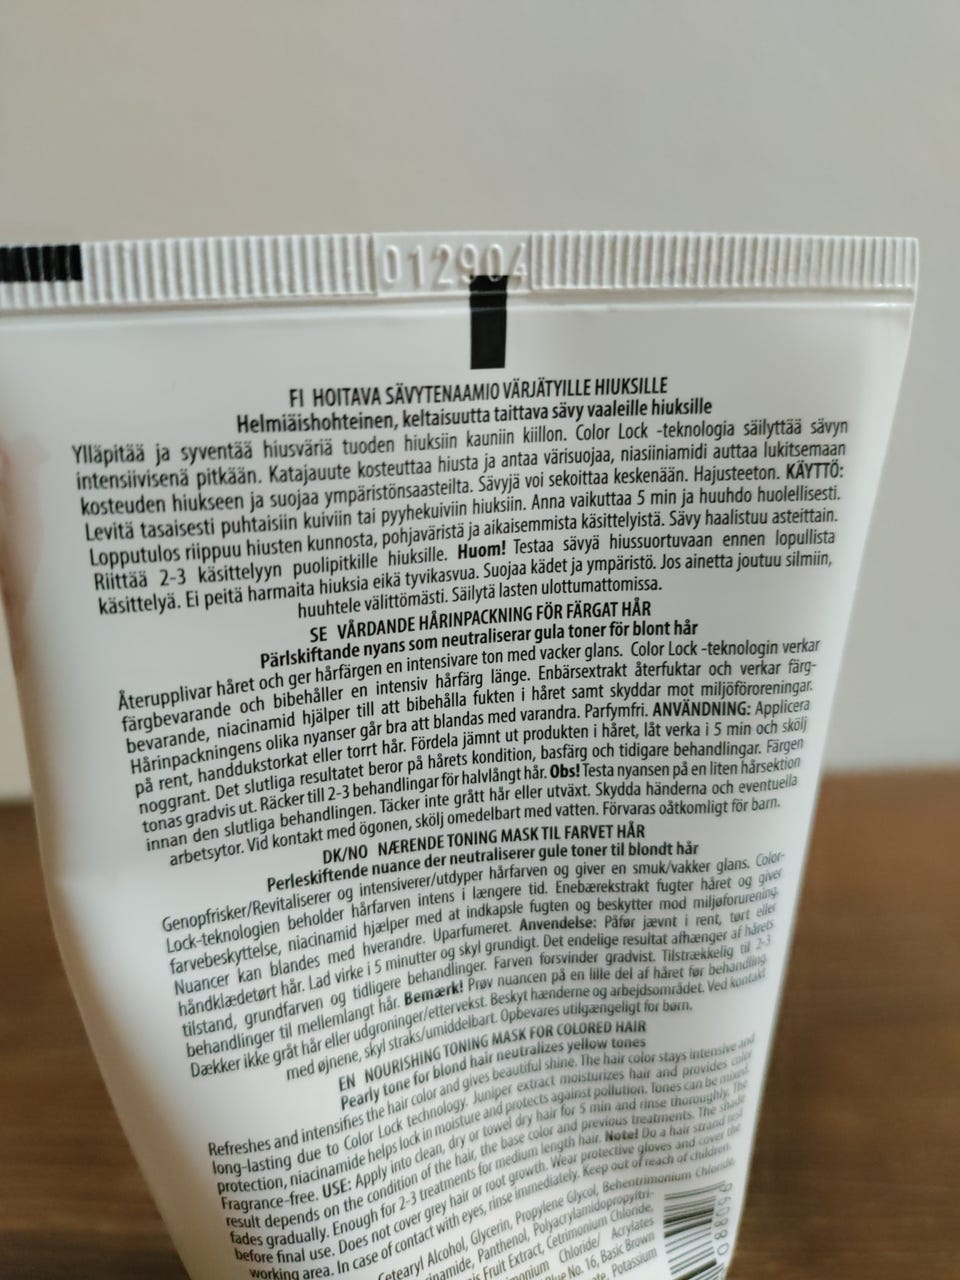 012904
FI HOITAVA SÄVYTENAAMIO VÄRJÄTYILLE HIUKSILLE
Helmiäishohteinen, keltaisuutta taittava sävy vaaleille hiuksille
Ylläpitää ja syventää hiusväriä tuoden hiuksiin kauniin kiillon. Color Lock -teknologia säilyttää sävyn
intensiivisenä pitkään. Katajauute kosteuttaa hiusta ja antaa värisuojaa, niasiiniamidi auttaa lukitsemaan
kosteuden hiukseen ja suojaa ympäristönsaasteilta. Sävyjä voi sekoittaa keskenään. Hajusteeton. KÄYTTÖ:
Levitä tasaisesti puhtaisiin kuiviin tai pyyhekuiviin hiuksiin. Anna vaikuttaa 5 min ja huuhdo huolellisesti.
Lopputulos riippuu hiusten kunnosta, pohjaväristä ja aikaisemmista käsittelyistä. Sävy haalistuu asteittain.
Riittää 2-3 käsittelyyn puolipitkille hiuksille. Huom! Testaa sävyä hiussuortuvaan ennen lopullista
käsittelyä. Ei peitä harmaita hiuksia eikä tyvikasvua. Suojaa kädet ja ympäristö. Jos ainetta joutuu silmiin,
huuhtele välittömästi. Säilytä lasten ulottumattomissa.
SE VÅRDANDE HÅRINPACKNING FÖR FÄRGAT HÅR
Pärlskiftande nyans som neutraliserar gula toner för blont hår
Återupplivar håret och ger hårfärgen en intensivare ton med vacker glans. Color Lock -teknologin verkar
färgbevarande och bibehåller en intensiv hårfärg länge. Enbärsextrakt återfuktar och verkar färg-
bevarande, niacinamid hjälper till att bibehålla fukten i håret samt skyddar mot miljöföroreningar.
Hårinpackningens olika nyanser går bra att blandas med varandra. Parfymfri. ANVÄNDNING: Applicera
på rent, handdukstorkat eller torrt hår. Fördela jämnt ut produkten i håret, låt verka i 5 min och skölj
noggrant. Det slutliga resultatet beror på hårets kondition, basfärg och tidigare behandlingar. Färgen
tonas gradvis ut. Räcker till 2-3 behandlingar för halvlångt hår. Obs! Testa nyansen på en liten hårsektion
innan den slutliga behandlingen. Täcker inte grått hår eller utväxt. Skydda händerna och eventuella
arbetsytor. Vid kontakt med ögonen, skölj omedelbart med vatten. Förvaras oåtkomligt för barn.
DK/NO NÆRENDE TONING MASK TIL FARVET HÅR
Perleskiftende nuance der neutraliserer gule toner til blondt hår
Genopfrisker/Revitaliserer og intensiverer/utdyper hårfarven og giver en smuk/vakker glans. Color-
Lock-teknologien beholder hårfarven intens i længere tid. Enebærekstrakt fugter håret og giver
farvebeskyttelse, niacinamid hjælper med at indkapsle fugten og beskytter mod miljøforurening.
Nuancer kan blandes med hverandre. Uparfumeret. Anvendelse: Påfør jævnt i rent, tørt eller
håndklædetørt hår. Lad virke i 5 minutter og skyl grundigt. Det endelige resultat afhænger af hårets
tilstand, grundfarven og tidligere behandlinger. Farven forsvinder gradvist. Tilstrækkelig til 2-3
behandlinger til mellemlangt hår. Bemærk! Prøv nuancen på en lille del af håret før behandling.
Dækker ikke gråt hår eller udgroninger/ettervekst. Beskyt hænderne og arbejdsområdet. Ved kontakt
med øjnene, skyl straks/umiddelbart. Opbevares utilgængeligt for børn.
EN NOURISHING TONING MASK FOR COLORED HAIR
Pearly tone for blond hair neutralizes yellow tones
Refreshes and intensifies the hair color and gives beautiful shine. The hair color stays intensive and
long-lasting due to Color Lock technology. Juniper extract moisturizes hair and provides color
protection, niacinamide helps lock in moisture and protects against pollution. Tones can be mixed.
Fragrance-free. USE: Apply into clean, dry or towel dry hair for 5 min and rinse thoroughly. The
result depends on the condition of the hair, the base color and previous treatments. The shade
fades gradually. Enough for 2-3 treatments for medium length hair. Note! Do a hair strand test
before final use. Does not cover grey hair or root growth. Wear protective gloves and cover the
working area. In case of contact with eyes, rinse immediately. Keep out of reach of children.
Cetearyl Alcohol, Glycerin, Propylene Glycol, Behentrimonium Chloride,
Panthenol, Polyacrylamidopropyltri-
Fruit Extract, Cetrimonium Chloride,
Chloride/ Acrylates
No. 16, Basic Brown
Potassium